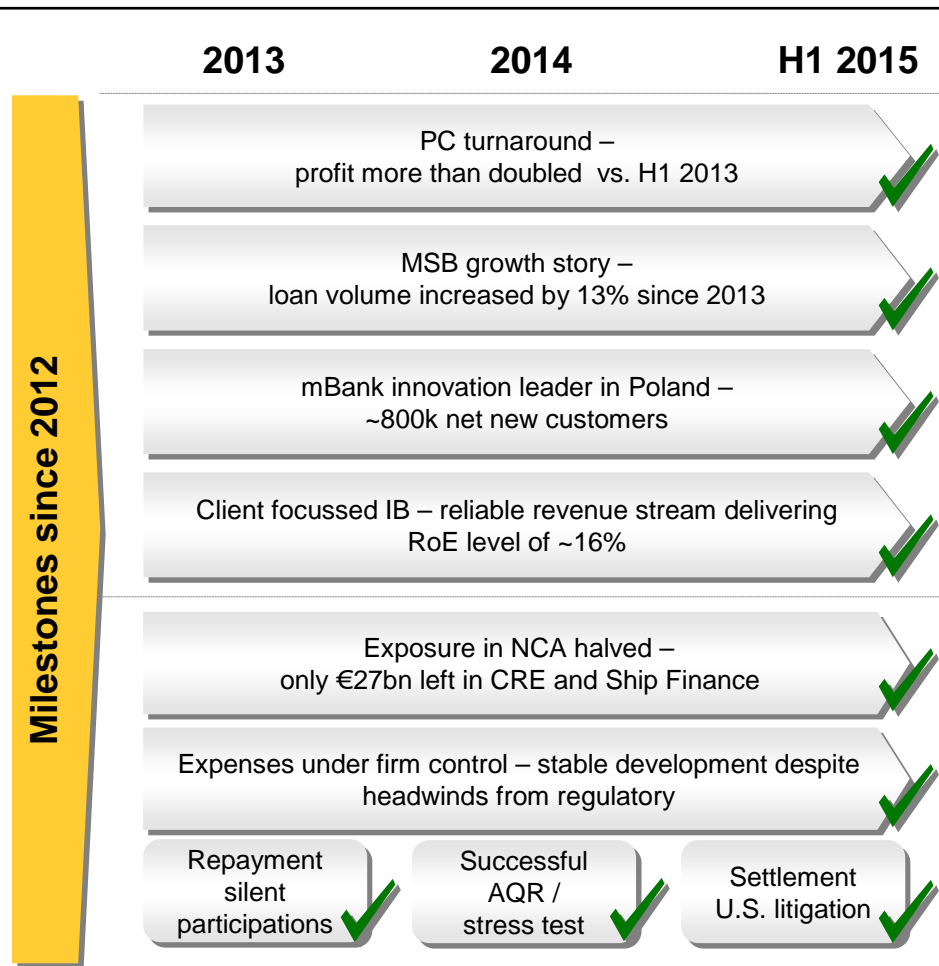 2013 2014 H1 2015
Milestones since 2012
PC turnaround –
profit more than doubled vs. H1 2013
MSB growth story –
loan volume increased by 13% since 2013
mBank innovation leader in Poland –
~800k net new customers
Client focussed IB – reliable revenue stream delivering
RoE level of ~16%
Exposure in NCA halved –
only €27bn left in CRE and Ship Finance
Expenses under firm control – stable development despite
headwinds from regulatory
Repayment
silent
participations
Successful
AQR /
stress test
Settlement
U.S. litigation